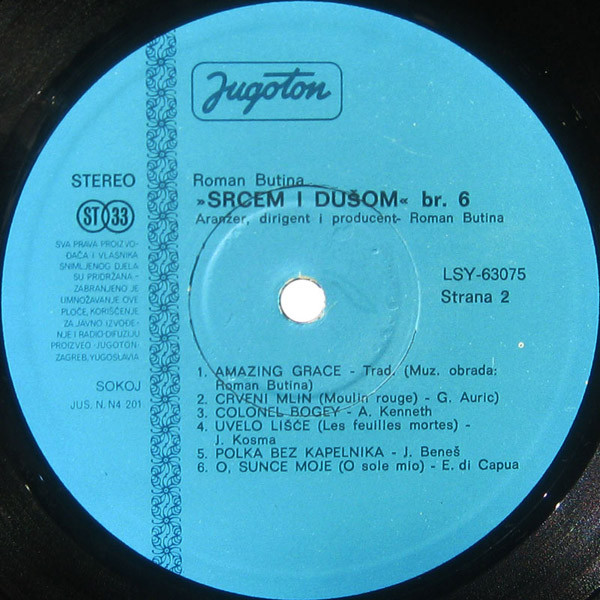 Jugoton
STEREO
ST 33
SVA PRAVA PROIZVO-
ĐAČA I VLASNIKA
SNIMLJENOG DJELA
SU PRIDRŽANA -
ZABRANJENO JE
UMNOŽAVANJE OVE
PLOČE, KORIŠĆENJE
ZA JAVNO IZVOĐE-
NJE I RADIO DIFUZIJU
PROIZVEO -JUGOTON-
ZAGREB, YUGOSLAVIA
SOKOJ
JUS. N. N4 201
Roman Butina
»SRCEM I DUŠOM« br. 6
Aranžer, dirigent i producent- Roman Butina
LSY-63075
Strana 2
1. AMAZING GRACE - Trad. (Muz. obrada:
Roman Butina)
2. CRVENI MLIN (Moulin rouge) - G. Auric)
3. COLONEL BOGEY - A. Kenneth
4. UVELO LIŠĆE (Les feuilles mortes) -
J. Kosma
5. POLKA BEZ KAPELNIKA - J. Beneš
6. O, SUNCE MOJE (O sole mio) - E. di Capua